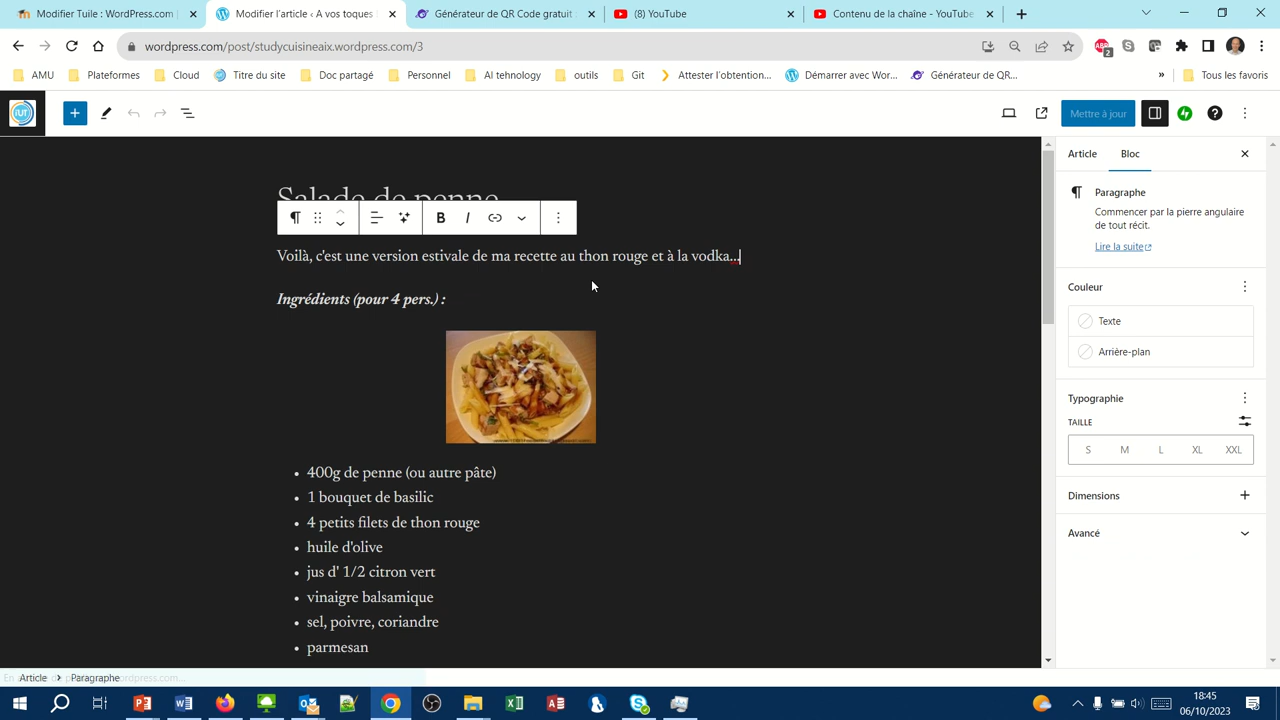 Modifier Tuile : WordPress.com |
Modifier l'article « A vos toques
Générateur de QR Code gratuit :
(8) YouTube
Contenu de la chaîne - YouTube
wordpress.com/post/studycuisineaix.wordpress.com/3
2
AMU
Plateformes
Cloud
Titre du site
Doc partagé
Personnel
AI tehnology
outils
Git
Attester l'obtention...
Démarrer avec Wor...
Générateur de QR...
»
Tous les favoris
Mettre à jour
Salade de penne
B I
Voilà, c'est une version estivale de ma recette au thon rouge et à la vodka...
Ingrédients (pour 4 pers.) :
400g de penne (ou autre pâte)
1 bouquet de basilic
4 petits filets de thon rouge
huile d'olive
jus d' 1/2 citron vert
vinaigre balsamique
sel, poivre, coriandre
parmesan
Article
Bloc
Paragraphe
Commencer par la pierre angulaire
de tout récit.
Lire la suite
Couleur
Texte
Arrière-plan
Typographie
TAILLE
S M L XL XXL
Dimensions
Avancé
Article > Paragraphe
18:45
06/10/2023